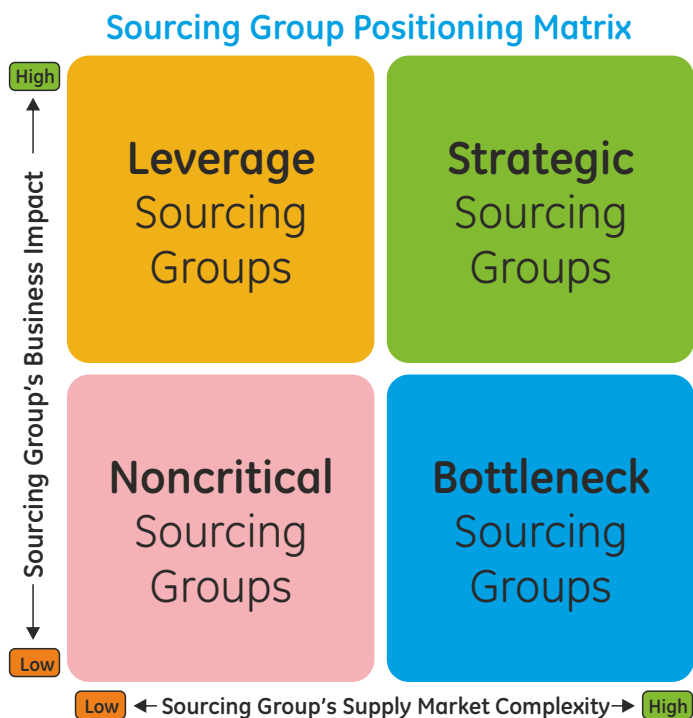 Sourcing Group Positioning Matrix
High
Sourcing Group's Business Impact
Low
Leverage
Sourcing
Groups
Strategic
Sourcing
Groups
Noncritical
Sourcing
Groups
Bottleneck
Sourcing
Groups
Low
Sourcing Group's Supply Market Complexity
High